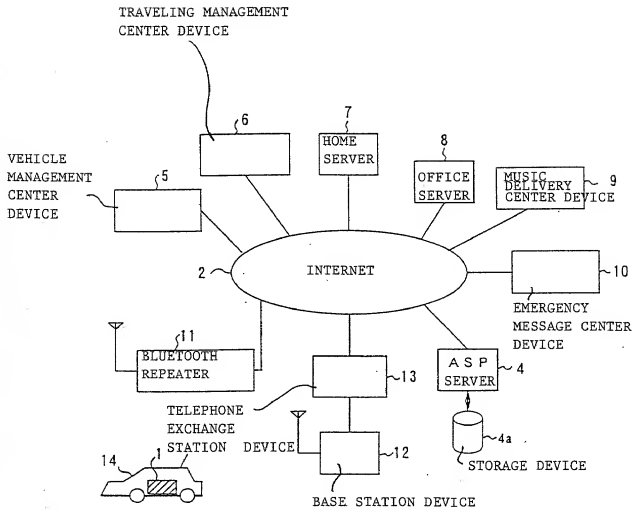 TRAVELING MANAGEMENT
CENTER DEVICE
6
7
HOME
SERVER
8
OFFICE
SERVER
MUSIC
DELIVERY
CENTER DEVICE
9
VEHICLE
MANAGEMENT
CENTER
DEVICE
5
2
INTERNET
10
EMERGENCY
MESSAGE CENTER
DEVICE
11
BLUETOOTH
REPEATER
13
ASP
SERVER
4
TELEPHONE
EXCHANGE
STATION DEVICE
4a
STORAGE DEVICE
12
BASE STATION DEVICE
14
1